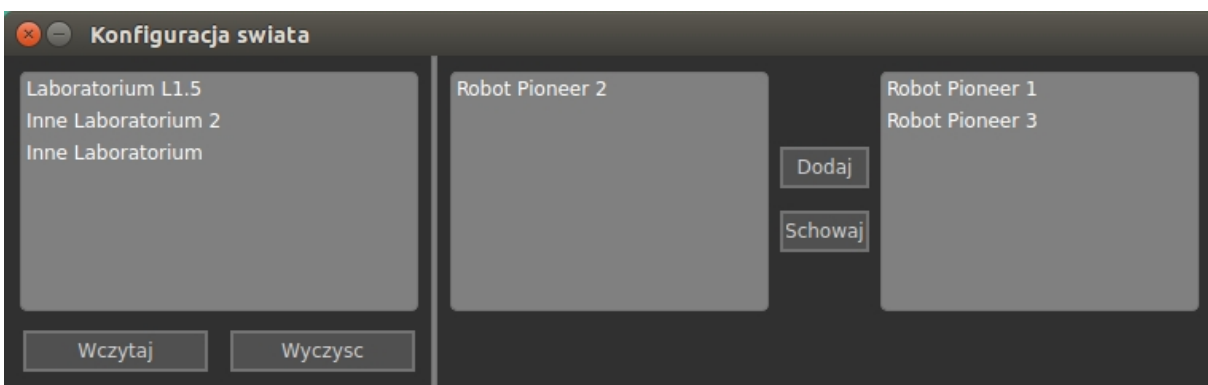 Konfiguracja swiata
Laboratorium L1.5
Inne Laboratorium 2
Inne Laboratorium
Wczytaj
Wyczysc
Robot Pioneer 2
Dodaj
Schowaj
Robot Pioneer 1
Robot Pioneer 3